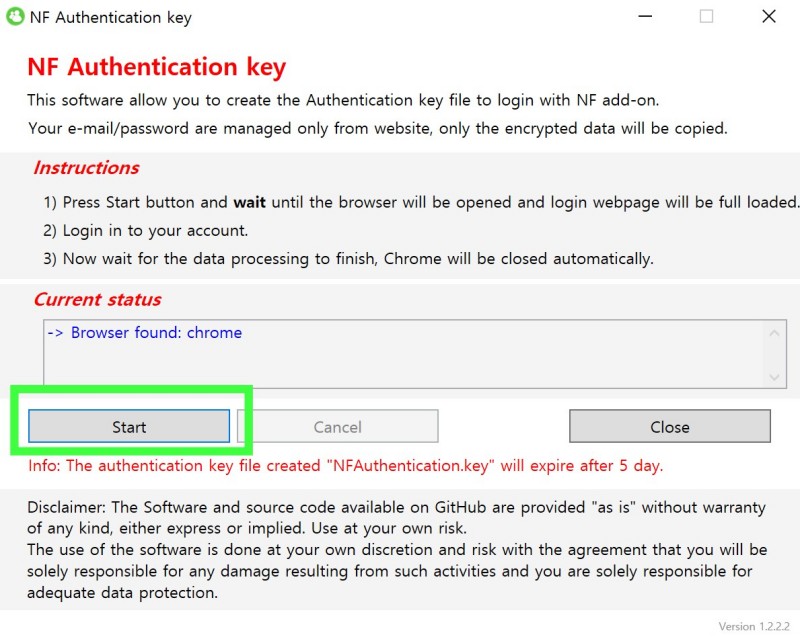 NF Authentication key
NF Authentication key
This software allow you to create the Authentication key file to login with NF add-on.
Your e-mail/password are managed only from website, only the encrypted data will be copied.
Instructions
1) Press Start button and wait until the browser will be opened and login webpage will be full loaded.
2) Login in to your account.
3) Now wait for the data processing to finish, Chrome will be closed automatically.
Current status
-> Browser found: chrome
Start Cancel Close
Info: The authentication key file created "NFAuthentication.key" will expire after 5 day.
Disclaimer: The Software and source code available on GitHub are provided "as is" without warranty
of any kind, either express or implied. Use at your own risk.
The use of the software is done at your own discretion and risk with the agreement that you will be
solely responsible for any damage resulting from such activities and you are solely responsible for
adequate data protection.
Version 1.2.2.2